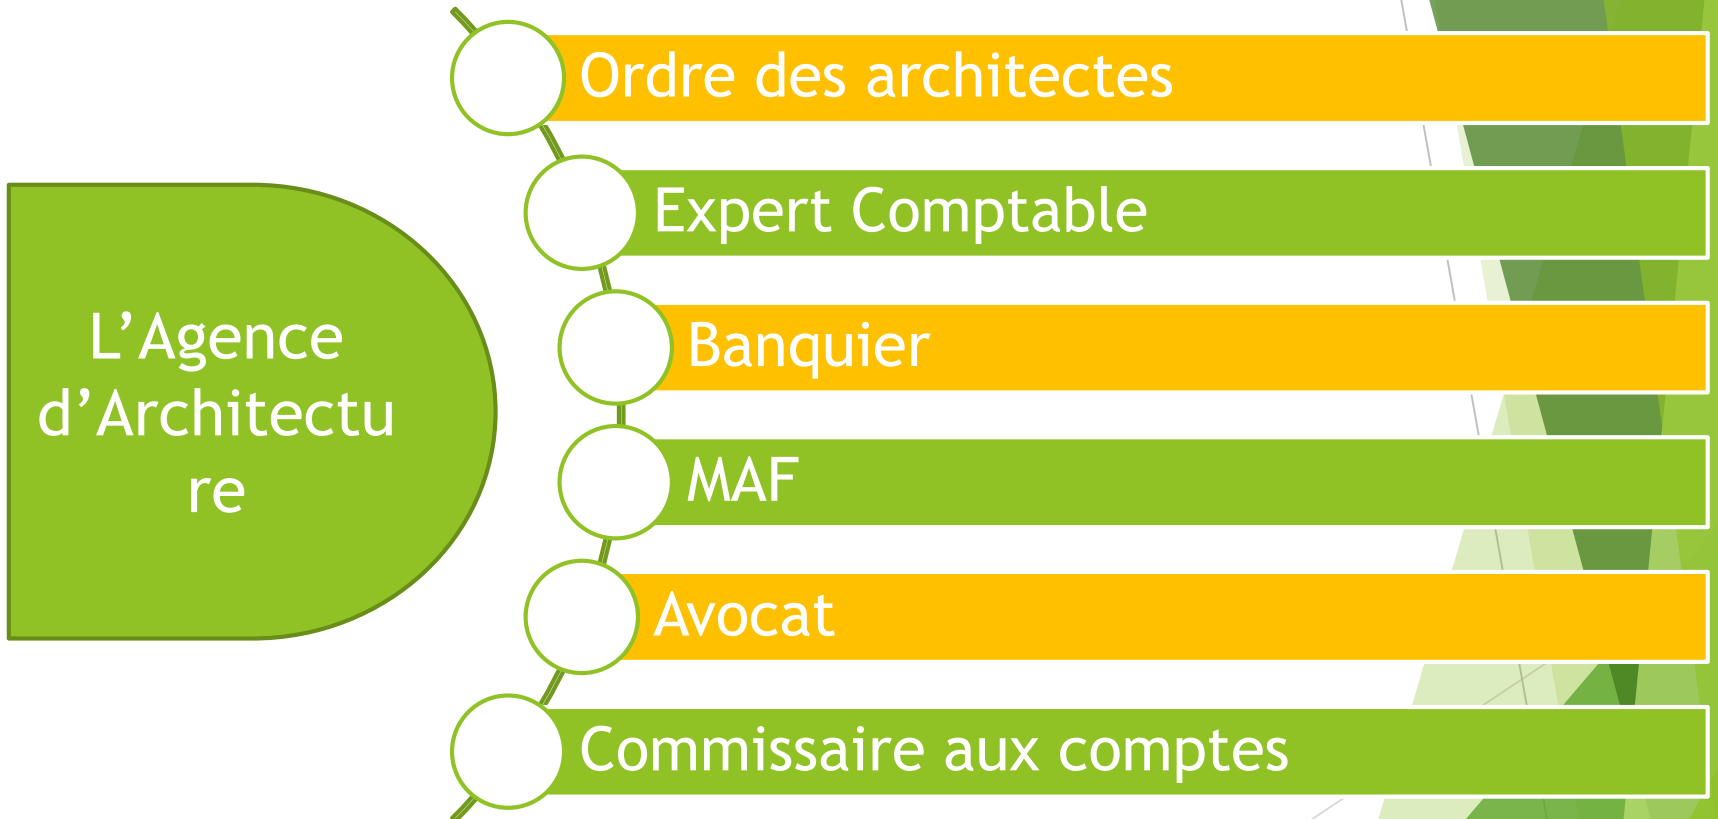 L’Agence
d’Architectu
re
Ordre des architectes
Expert Comptable
Banquier
MAF
Avocat
Commissaire aux comptes